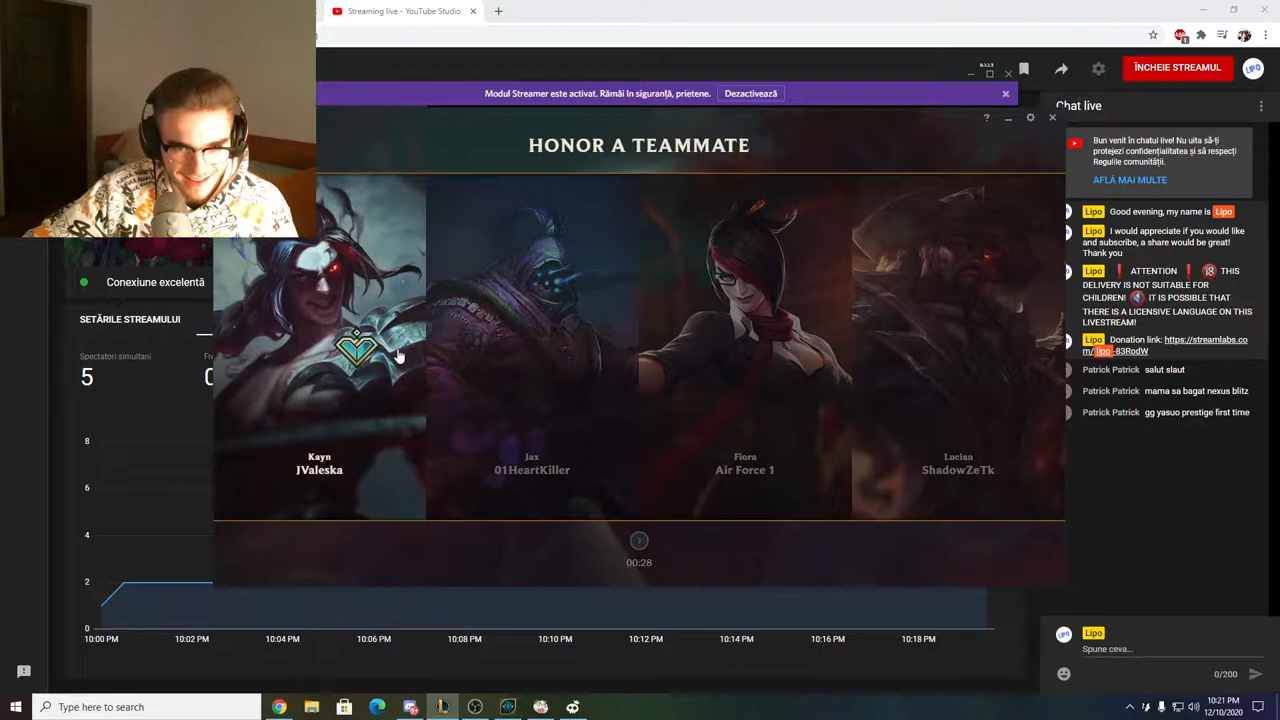 Streaming live - YouTube Studio
ÎNCHEIE STREAMUL
LIPO
Modul Streamer este activat. Rămâi în siguranță, prietene.
Dezactivează
Chat live
HONOR A TEAMMATE
Bun venit în chatul live! Nu uita să-ți
protejezi confidențialitatea și să respecți
Regulile comunității.
AFLĂ MAI MULTE
Lipo Good evening, my name is Lipo
Lipo I would appreciate if you would like
and subscribe, a share would be great!
Thank you
Lipo ❗ ATTENTION ❗ 🔞 THIS
DELIVERY IS NOT SUITABLE FOR
CHILDREN! 🔇 IT IS POSSIBLE THAT
THERE IS A LICENSIVE LANGUAGE ON THIS
LIVESTREAM!
Lipo Donation link: https://streamlabs.co
m/lipo-83RodW
Patrick Patrick salut slaut
Patrick Patrick mama sa bagat nexus blitz
Patrick Patrick gg yasuo prestige first time
Conexiune excelentă
SETĂRILE STREAMULUI
Spectatori simultani
5
Fr
0
8
6
4
2
0
10:00 PM 10:02 PM 10:04 PM 10:06 PM 10:08 PM 10:10 PM 10:12 PM 10:14 PM 10:16 PM 10:18 PM
Kayn
JValeska
Jax
01HeartKiller
Fiora
Air Force 1
Lucian
ShadowZeTk
00:28
Lipo
Spune ceva...
0/200
Type here to search
10:21 PM
12/10/2020